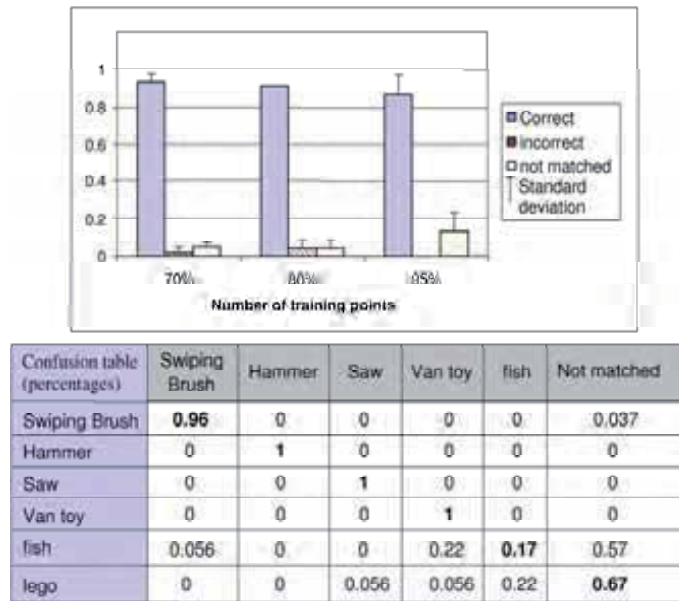 1
0.8
0.6
0.4
0.2
0
70%
80%
95%
Number of training points
Correct
incorrect
not matched
Standard
deviation
Confusion table
(percentages)
Swiping
Brush
Hammer
Saw
Van toy
fish
Not matched
Swiping Brush 0.96 0 0 0 0 0.037
Hammer 0 1 0 0 0 0
Saw 0 0 1 0 0 0
Van toy 0 0 0 1 0 0
fish 0.056 0 0 0.22 0.17 0.57
lego 0 0 0.056 0.056 0.22 0.67